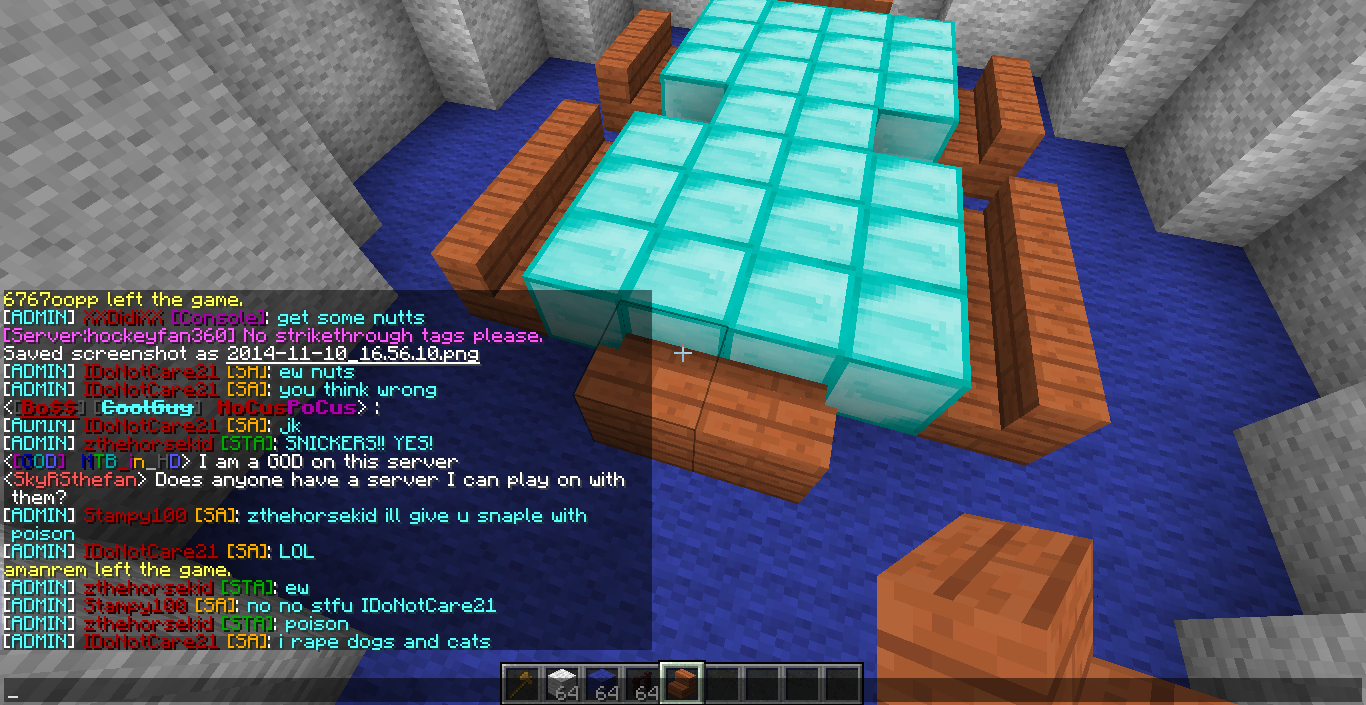 6767oopp left the game.
[ADMIN] XXDidiXX [Console]: get some nutts
[Server:hockeyfan360] No strikethrough tags please.
Saved screenshot as 2014-11-10_16.56.10.png
[ADMIN] IDoNotCare21 [SA]: ew nuts
[ADMIN] IDoNotCare21 [SA]: you think wrong
<[Bo$$] [CoolGuy] HoCusPoCus> :
[ADMIN] IDoNotCare21 [SA]: jk
[ADMIN] zthehorsekid [STA]: SNICKERS!! YES!
<[GOD] MTB_in_HD> I am a GOD on this server
<SkyRSthefan> Does anyone have a server I can play on with
them?
[ADMIN] Stampy100 [SA]: zthehorsekid ill give u snaple with
poison
[ADMIN] IDoNotCare21 [SA]: LOL
amanrem left the game.
[ADMIN] zthehorsekid [STA]: ew
[ADMIN] Stampy100 [SA]: no no stfu IDoNotCare21
[ADMIN] zthehorsekid [STA]: poison
[ADMIN] IDoNotCare21 [SA]: i rape dogs and cats
64 64 64
_